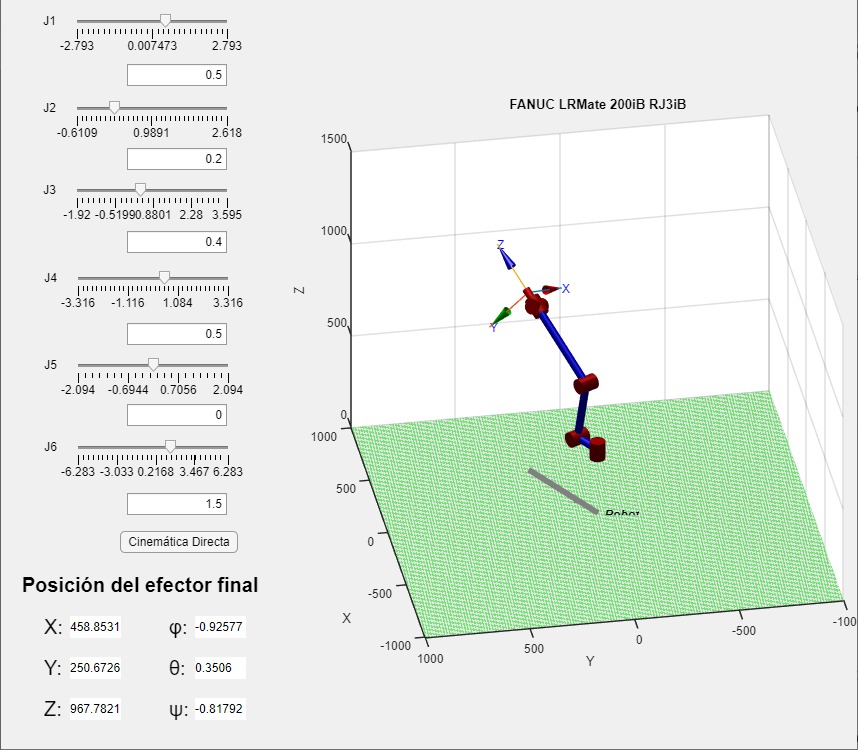 J1
-2.793 0.007473 2.793
0.5
J2
-0.6109 0.9891 2.618
0.2
J3
-1.92 -0.5199 0.8801 2.28 3.595
0.4
J4
-3.316 -1.116 1.084 3.316
0.5
J5
-2.094 -0.6944 0.7056 2.094
0
J6
-6.283 -3.033 0.2168 3.467 6.283
1.5
Cinemática Directa
Posición del efector final
X: 458.8531 φ: -0.92577
Y: 250.6726 θ: 0.3506
Z: 967.7821 ψ: -0.81792
FANUC LRMate 200iB RJ3iB
1500
1000
500
0
Z
Z
X
Y
Robot
1000
500
0
-500
-1000
X
1000
500
0
-500
-100
Y